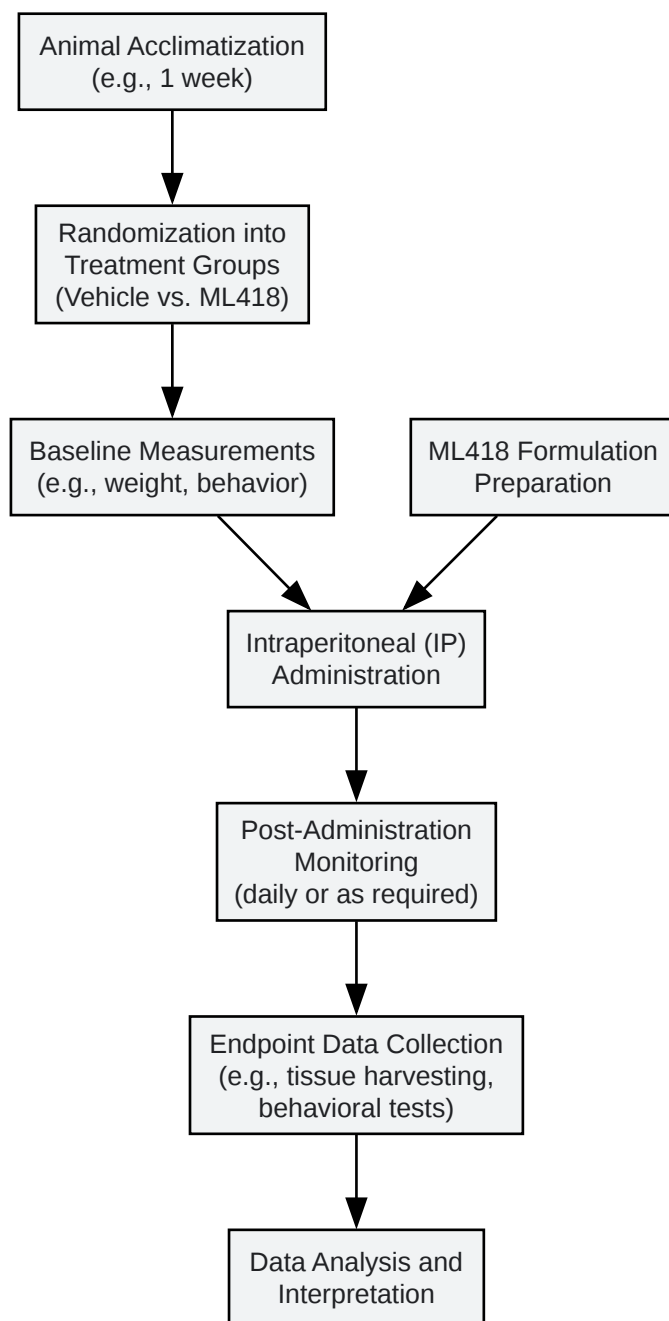 Animal Acclimatization
(e.g., 1 week)
Randomization into
Treatment Groups
(Vehicle vs. ML418)
Baseline Measurements
(e.g., weight, behavior)
ML418 Formulation
Preparation
Intraperitoneal (IP)
Administration
Post-Administration
Monitoring
(daily or as required)
Endpoint Data Collection
(e.g., tissue harvesting,
behavioral tests)
Data Analysis and
Interpretation